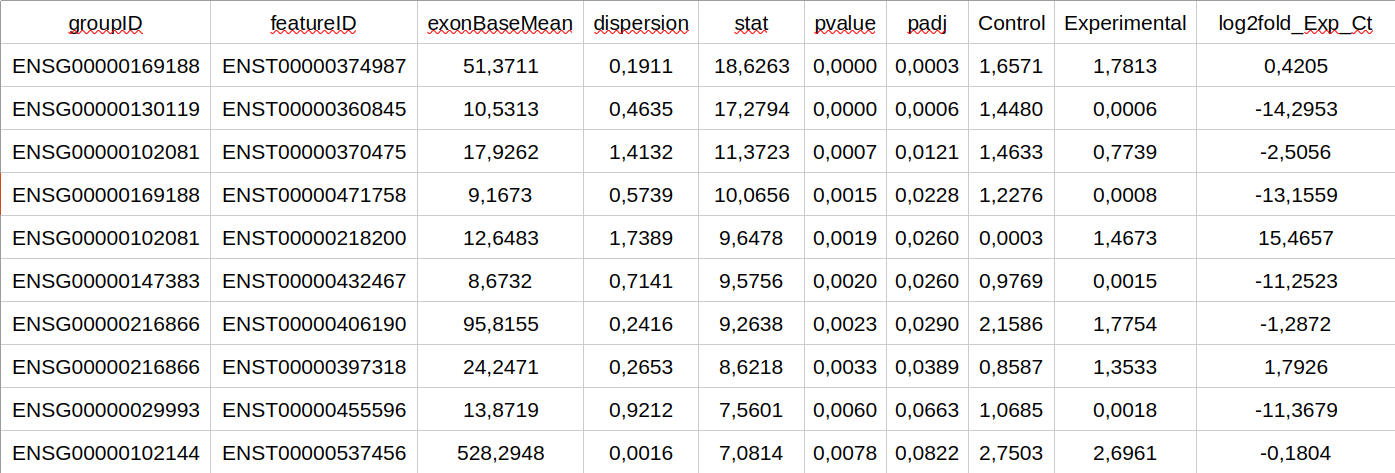 groupID featureID exonBaseMean dispersion stat pvalue padj Control Experimental log2fold_Exp_Ct
ENSG00000169188 ENST00000374987 51,3711 0,1911 18,6263 0,0000 0,0003 1,6571 1,7813 0,4205
ENSG00000130119 ENST00000360845 10,5313 0,4635 17,2794 0,0000 0,0006 1,4480 0,0006 -14,2953
ENSG00000102081 ENST00000370475 17,9262 1,4132 11,3723 0,0007 0,0121 1,4633 0,7739 -2,5056
ENSG00000169188 ENST00000471758 9,1673 0,5739 10,0656 0,0015 0,0228 1,2276 0,0008 -13,1559
ENSG00000102081 ENST00000218200 12,6483 1,7389 9,6478 0,0019 0,0260 0,0003 1,4673 15,4657
ENSG00000147383 ENST00000432467 8,6732 0,7141 9,5756 0,0020 0,0260 0,9769 0,0015 -11,2523
ENSG00000216866 ENST00000406190 95,8155 0,2416 9,2638 0,0023 0,0290 2,1586 1,7754 -1,2872
ENSG00000216866 ENST00000397318 24,2471 0,2653 8,6218 0,0033 0,0389 0,8587 1,3533 1,7926
ENSG00000029993 ENST00000455596 13,8719 0,9212 7,5601 0,0060 0,0663 1,0685 0,0018 -11,3679
ENSG00000102144 ENST00000537456 528,2948 0,0016 7,0814 0,0078 0,0822 2,7503 2,6961 -0,1804